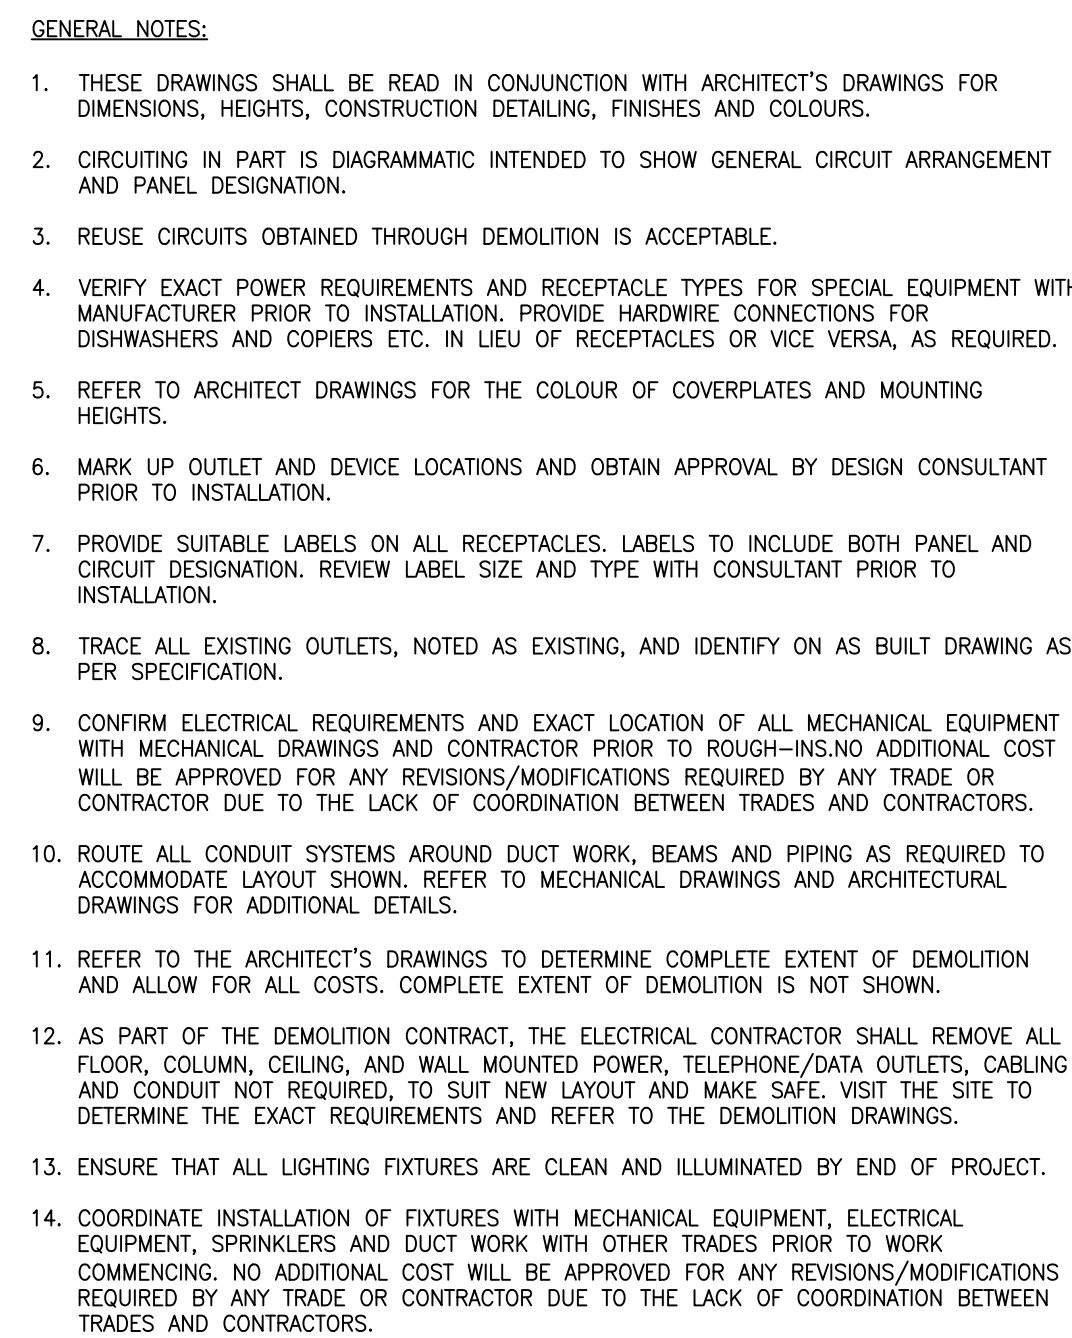 GENERAL NOTES:
1. THESE DRAWINGS SHALL BE READ IN CONJUNCTION WITH ARCHITECT'S DRAWINGS FOR
DIMENSIONS, HEIGHTS, CONSTRUCTION DETAILING, FINISHES AND COLOURS.
2. CIRCUITING IN PART IS DIAGRAMMATIC INTENDED TO SHOW GENERAL CIRCUIT ARRANGEMENT
AND PANEL DESIGNATION.
3. REUSE CIRCUITS OBTAINED THROUGH DEMOLITION IS ACCEPTABLE.
4. VERIFY EXACT POWER REQUIREMENTS AND RECEPTACLE TYPES FOR SPECIAL EQUIPMENT WITH
MANUFACTURER PRIOR TO INSTALLATION. PROVIDE HARDWIRE CONNECTIONS FOR
DISHWASHERS AND COPIERS ETC. IN LIEU OF RECEPTACLES OR VICE VERSA, AS REQUIRED.
5. REFER TO ARCHITECT DRAWINGS FOR THE COLOUR OF COVERPLATES AND MOUNTING
HEIGHTS.
6. MARK UP OUTLET AND DEVICE LOCATIONS AND OBTAIN APPROVAL BY DESIGN CONSULTANT
PRIOR TO INSTALLATION.
7. PROVIDE SUITABLE LABELS ON ALL RECEPTACLES. LABELS TO INCLUDE BOTH PANEL AND
CIRCUIT DESIGNATION. REVIEW LABEL SIZE AND TYPE WITH CONSULTANT PRIOR TO
INSTALLATION.
8. TRACE ALL EXISTING OUTLETS, NOTED AS EXISTING, AND IDENTIFY ON AS BUILT DRAWING AS
PER SPECIFICATION.
9. CONFIRM ELECTRICAL REQUIREMENTS AND EXACT LOCATION OF ALL MECHANICAL EQUIPMENT
WITH MECHANICAL DRAWINGS AND CONTRACTOR PRIOR TO ROUGH-INS.NO ADDITIONAL COST
WILL BE APPROVED FOR ANY REVISIONS/MODIFICATIONS REQUIRED BY ANY TRADE OR
CONTRACTOR DUE TO THE LACK OF COORDINATION BETWEEN TRADES AND CONTRACTORS.
10. ROUTE ALL CONDUIT SYSTEMS AROUND DUCT WORK, BEAMS AND PIPING AS REQUIRED TO
ACCOMMODATE LAYOUT SHOWN. REFER TO MECHANICAL DRAWINGS AND ARCHITECTURAL
DRAWINGS FOR ADDITIONAL DETAILS.
11. REFER TO THE ARCHITECT'S DRAWINGS TO DETERMINE COMPLETE EXTENT OF DEMOLITION
AND ALLOW FOR ALL COSTS. COMPLETE EXTENT OF DEMOLITION IS NOT SHOWN.
12. AS PART OF THE DEMOLITION CONTRACT, THE ELECTRICAL CONTRACTOR SHALL REMOVE ALL
FLOOR, COLUMN, CEILING, AND WALL MOUNTED POWER, TELEPHONE/DATA OUTLETS, CABLING
AND CONDUIT NOT REQUIRED, TO SUIT NEW LAYOUT AND MAKE SAFE. VISIT THE SITE TO
DETERMINE THE EXACT REQUIREMENTS AND REFER TO THE DEMOLITION DRAWINGS.
13. ENSURE THAT ALL LIGHTING FIXTURES ARE CLEAN AND ILLUMINATED BY END OF PROJECT.
14. COORDINATE INSTALLATION OF FIXTURES WITH MECHANICAL EQUIPMENT, ELECTRICAL
EQUIPMENT, SPRINKLERS AND DUCT WORK WITH OTHER TRADES PRIOR TO WORK
COMMENCING. NO ADDITIONAL COST WILL BE APPROVED FOR ANY REVISIONS/MODIFICATIONS
REQUIRED BY ANY TRADE OR CONTRACTOR DUE TO THE LACK OF COORDINATION BETWEEN
TRADES AND CONTRACTORS.